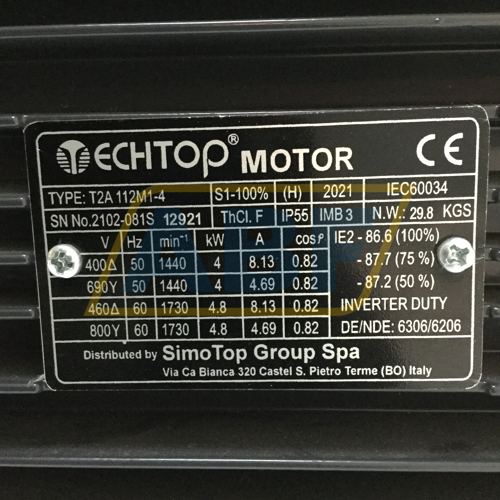 TECHTOP® MOTOR CE
TYPE: T2A 112M1-4 S1-100% (H) 2021 IEC60034
SN No.2102-081S 12921 ThCl. F IP55 IMB 3 N.W.: 29.8 KGS
V Hz min⁻¹ kW A cosφ IE2 - 86.6 (100%)
400Δ 50 1440 4 8.13 0.82 - 87.7 (75 %)
690Y 50 1440 4 4.69 0.82 - 87.2 (50 %)
460Δ 60 1730 4.8 8.13 0.82 INVERTER DUTY
800Y 60 1730 4.8 4.69 0.82 DE/NDE: 6306/6206
Distributed by SimoTop Group Spa
Via Ca Bianca 320 Castel S. Pietro Terme (BO) Italy